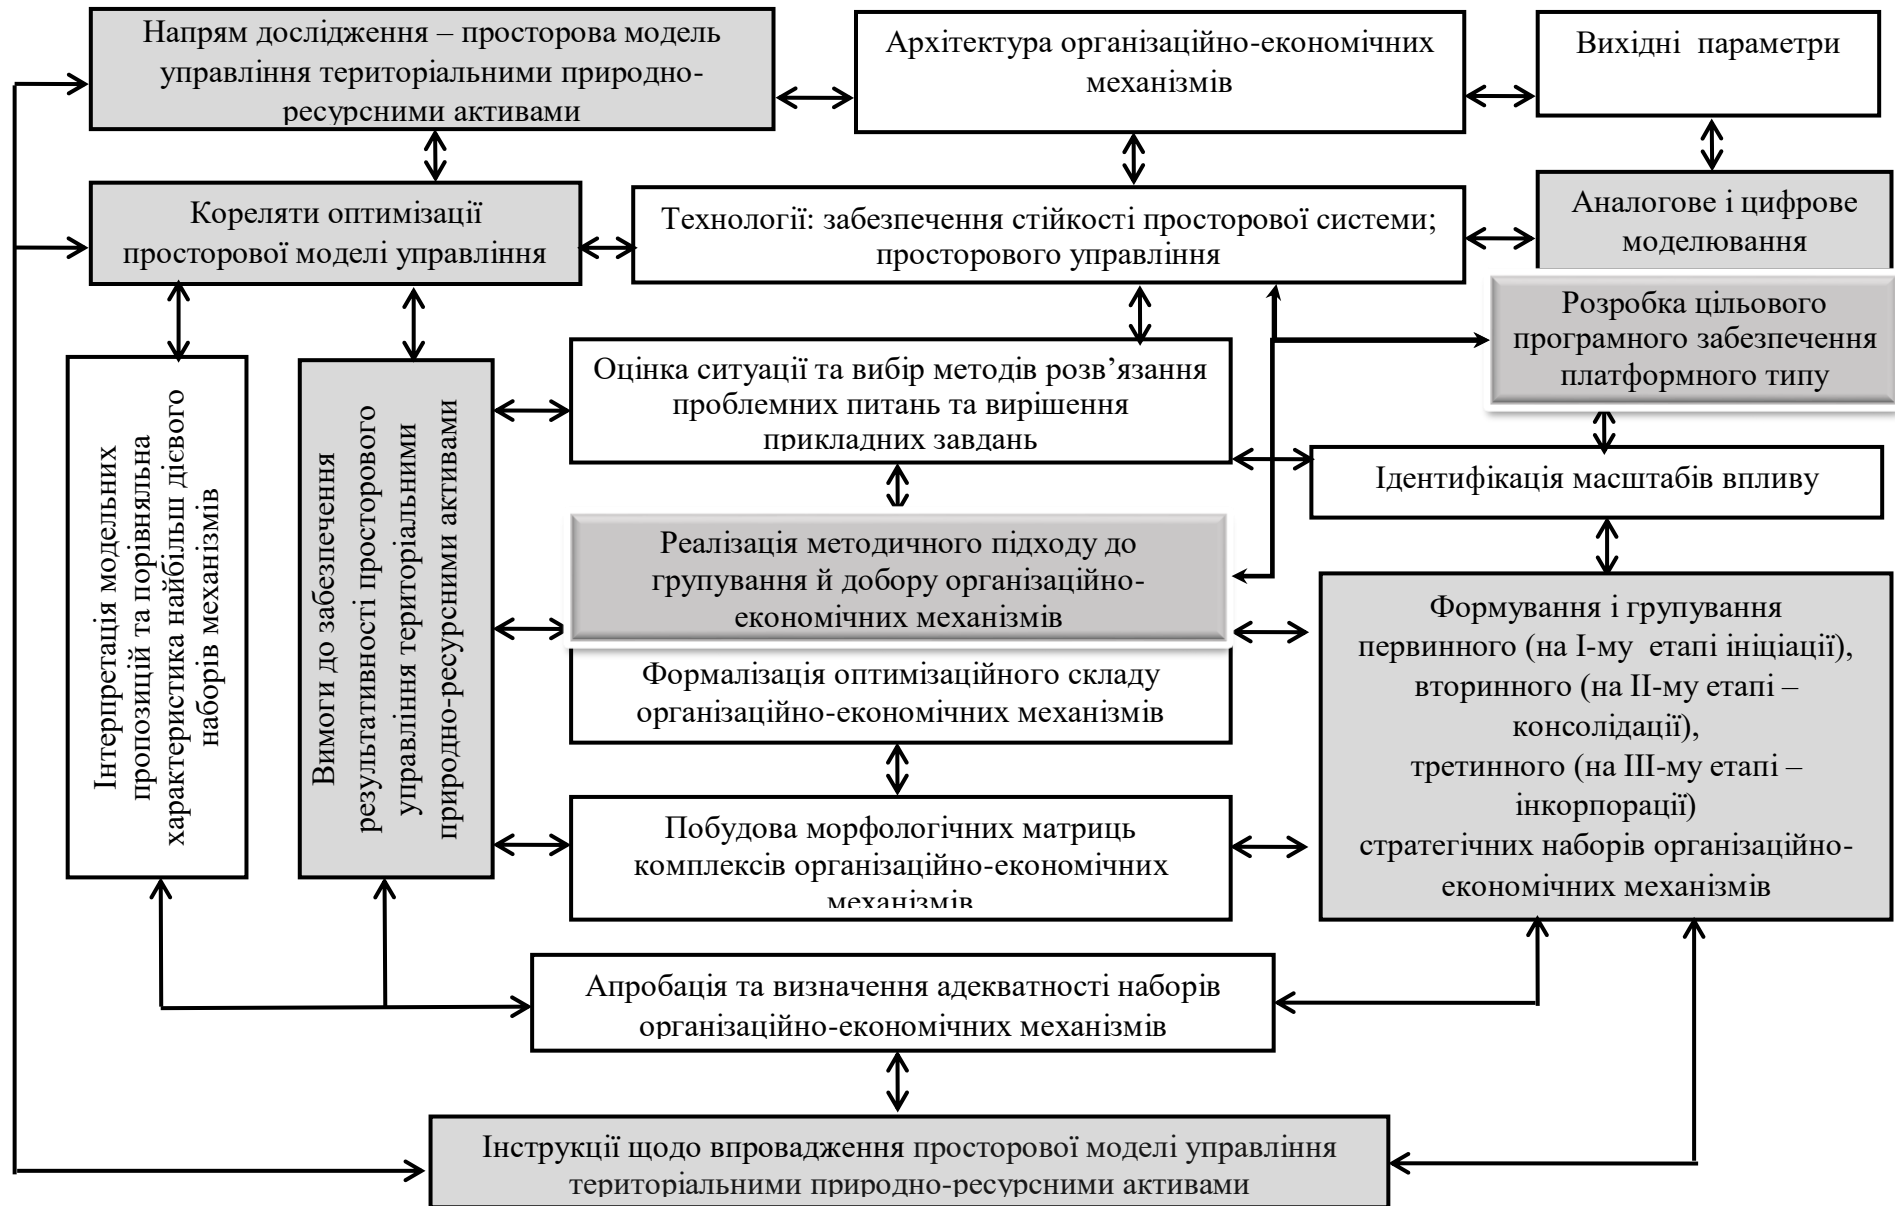 Напрям дослідження – просторова модель
управління територіальними природно-
ресурсними активами
Архітектура організаційно-економічних
механізмів
Вихідні параметри
Кореляти оптимізації
просторової моделі управління
Технології: забезпечення стійкості просторової системи;
просторового управління
Аналогове і цифрове
моделювання
Розробка цільового
програмного забезпечення
платформного типу
Інтерпретація модельних
пропозицій та порівняльна
характеристика найбільш дієвого
наборів механізмів
Вимоги до забезпечення
результативності просторового
управління територіальними
природно-ресурсними активами
Оцінка ситуації та вибір методів розв’язання
проблемних питань та вирішення
прикладних завдань
Ідентифікація масштабів впливу
Реалізація методичного підходу до
групування й добору організаційно-
економічних механізмів
Формалізація оптимізаційного складу
організаційно-економічних механізмів
Формування і групування
первинного (на І-му етапі ініціації),
вторинного (на ІІ-му етапі –
консолідації),
третинного (на ІІІ-му етапі –
інкорпорації)
стратегічних наборів організаційно-
економічних механізмів
Побудова морфологічних матриць
комплексів організаційно-економічних
механізмів
Апробація та визначення адекватності наборів
організаційно-економічних механізмів
Інструкції щодо впровадження просторової моделі управління
територіальними природно-ресурсними активами